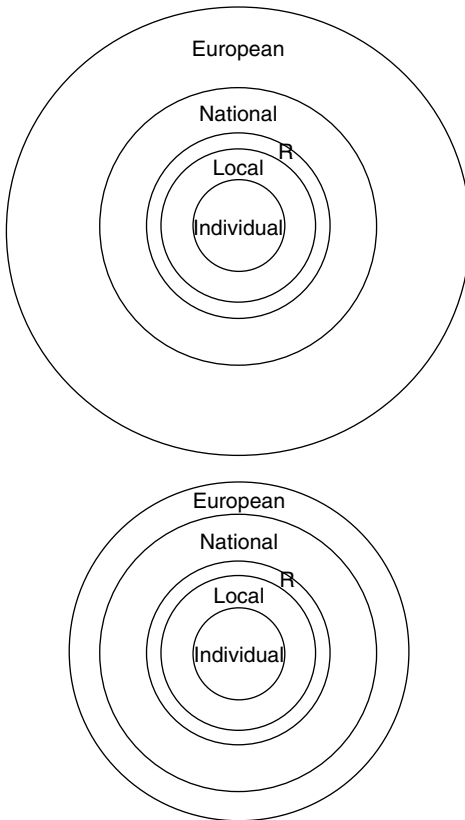 European
National
R
Local
Individual
European
National
R
Local
Individual